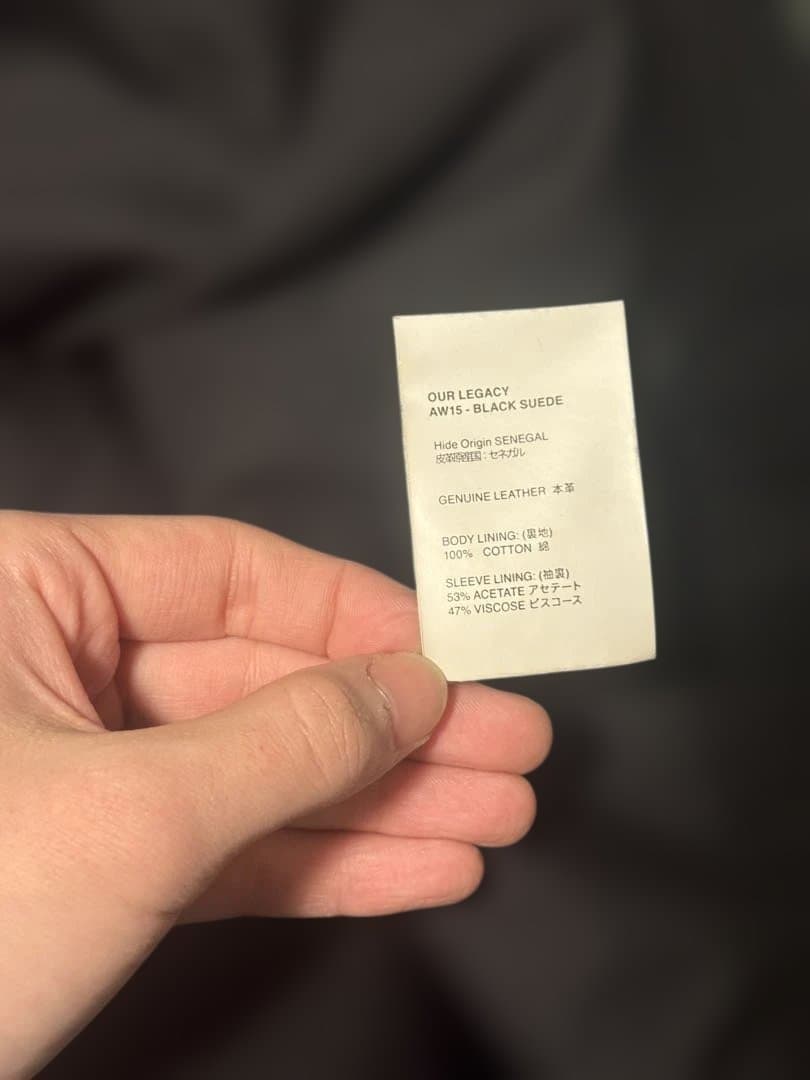 OUR LEGACY
AW15 - BLACK SUEDE
Hide Origin SENEGAL
皮革原産国：セネガル
GENUINE LEATHER 本革
BODY LINING: (裏地)
100% COTTON 綿
SLEEVE LINING: (袖裏)
53% ACETATE アセテート
47% VISCOSE ビスコース